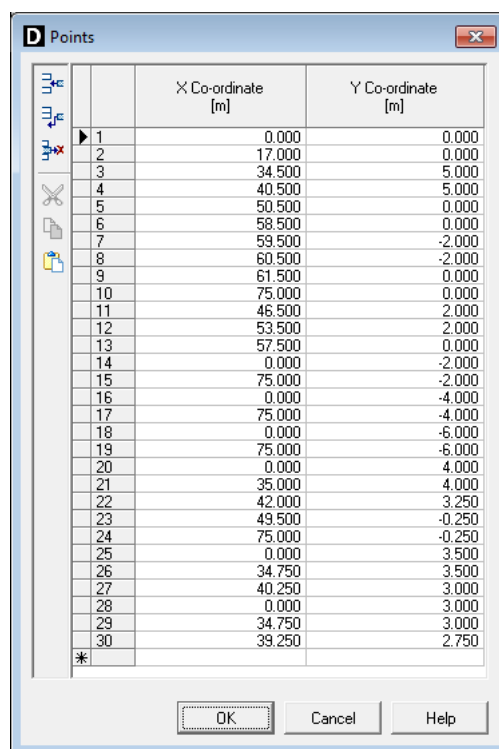 D Points
X Co-ordinate Y Co-ordinate
[m] [m]
1 0.000 0.000
2 17.000 0.000
3 34.500 5.000
4 40.500 5.000
5 50.500 0.000
6 58.500 0.000
7 59.500 -2.000
8 60.500 -2.000
9 61.500 0.000
10 75.000 0.000
11 46.500 2.000
12 53.500 2.000
13 57.500 0.000
14 0.000 -2.000
15 75.000 -2.000
16 0.000 -4.000
17 75.000 -4.000
18 0.000 -6.000
19 75.000 -6.000
20 0.000 4.000
21 35.000 4.000
22 42.000 3.250
23 49.500 -0.250
24 75.000 -0.250
25 0.000 3.500
26 34.750 3.500
27 40.250 3.000
28 0.000 3.000
29 34.750 3.000
30 39.250 2.750
OK Cancel Help